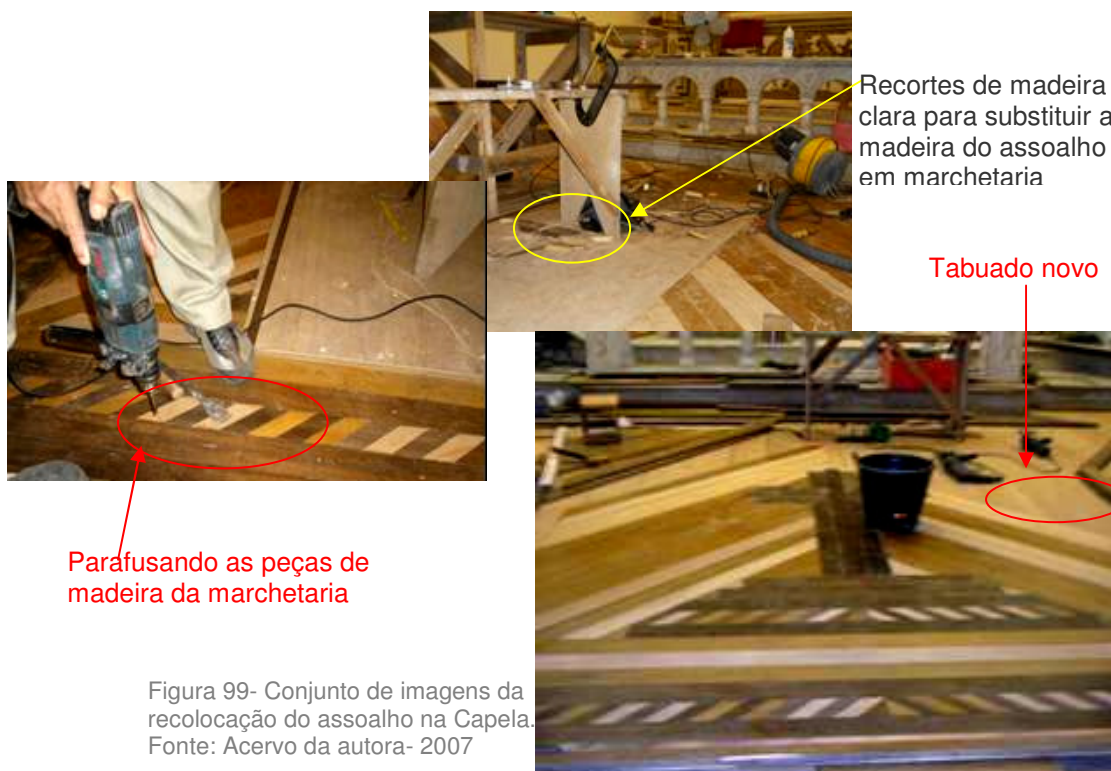 Recortes de madeira
clara para substituir a
madeira do assoalho
em marchetaria
Tabuado novo
Parafusando as peças de
madeira da marchetaria
Figura 99- Conjunto de imagens da
recolocação do assoalho na Capela.
Fonte: Acervo da autora- 2007